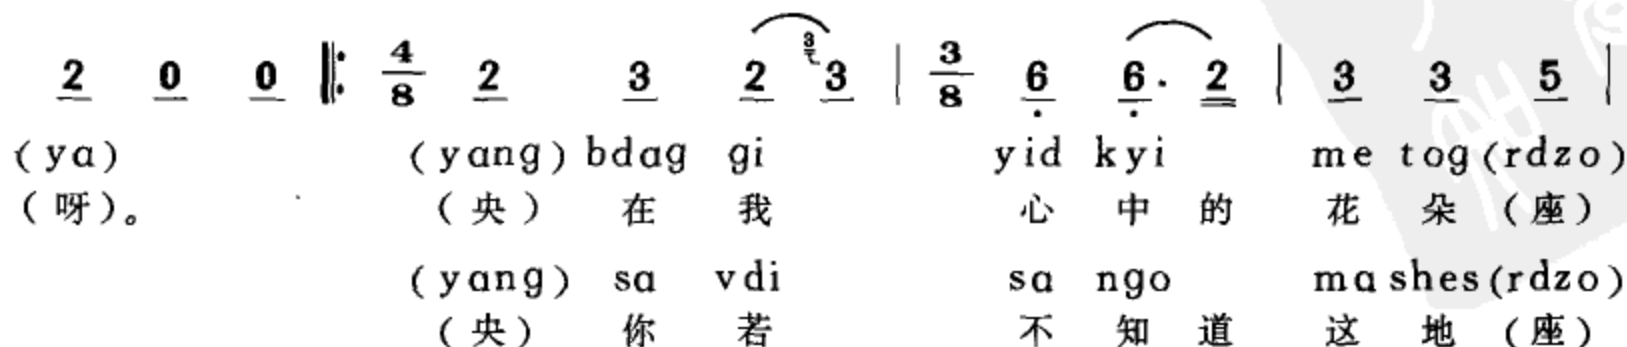 2 0 0 4/8 2 3 2 3 3 3/8 6 6. 2 3 3 5
(ya) (yang) bdag gi yid kyi me tog (rdzo)
(呀)。 (央) 在 我 心 中 的 花 朵 (座)
(yang) sa vdi sa ngo ma shes (rdzo)
(央) 你 若 不 知 道 这 地 (座)